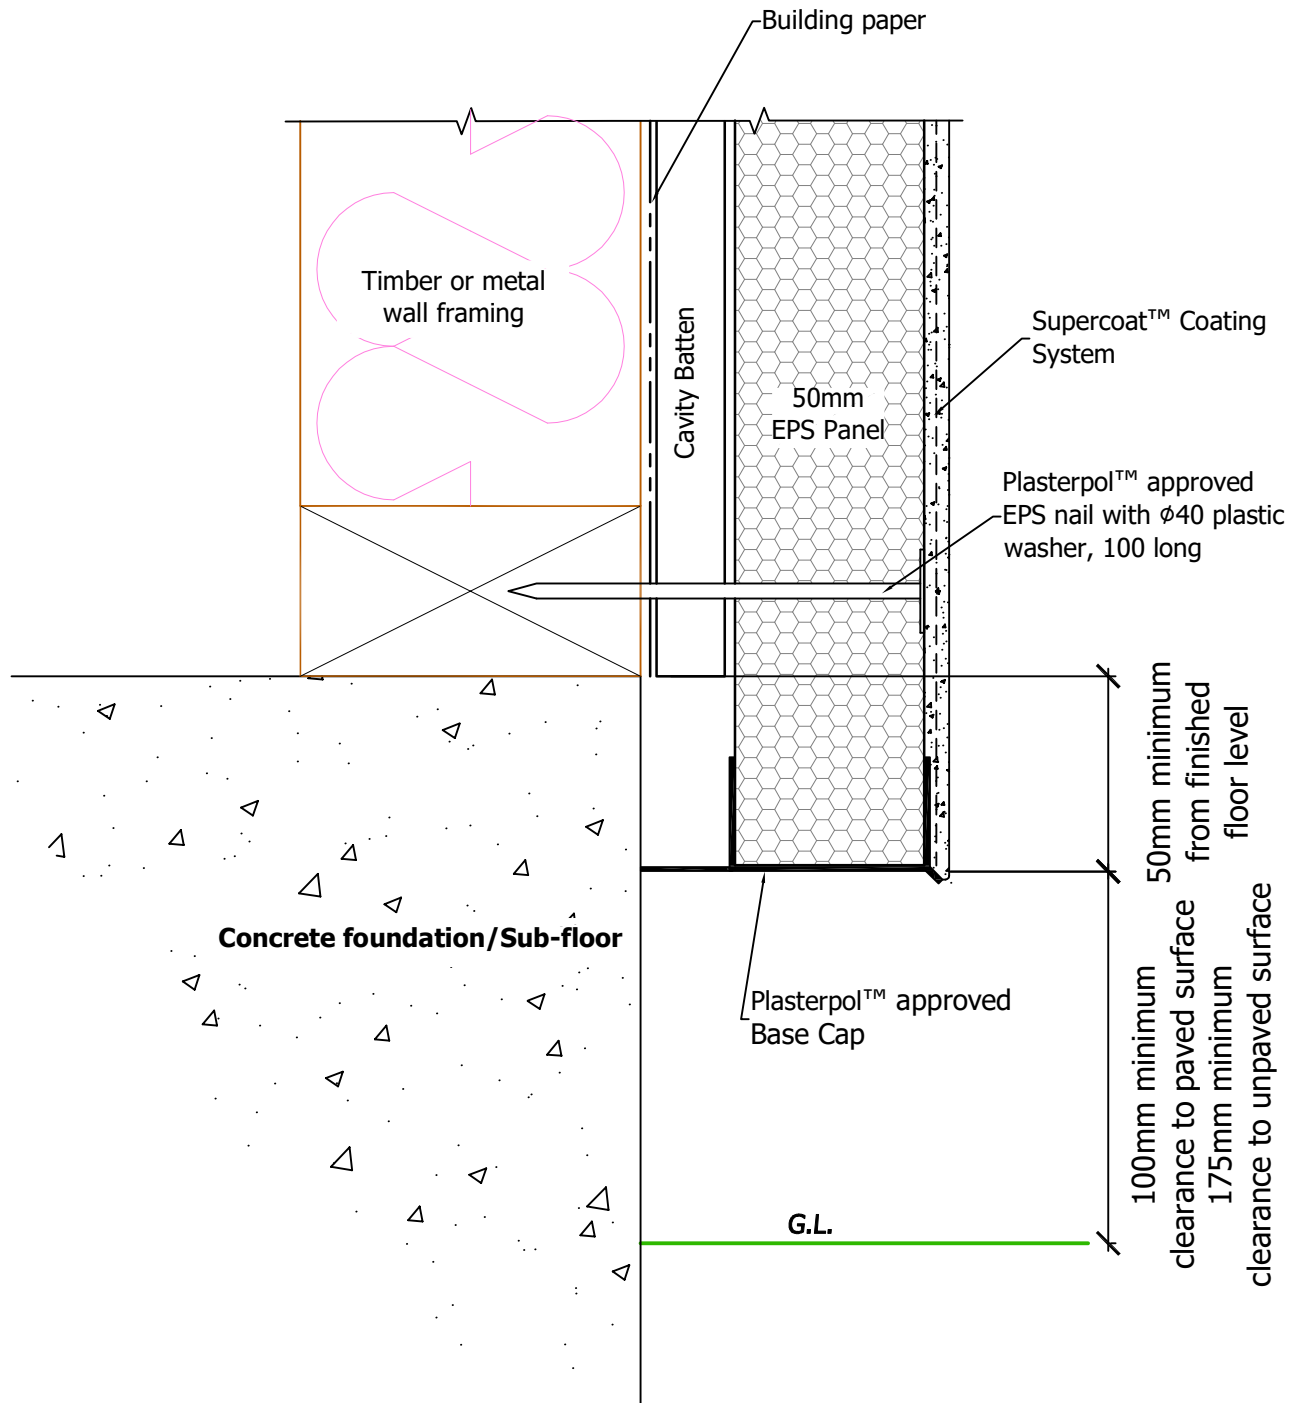 Building paper
Timber or metal
wall framing
Cavity Batten
50mm
EPS Panel
Supercoat™ Coating
System
Plasterpol™ approved
EPS nail with ⌀40 plastic
washer, 100 long
50mm minimum
from finished
floor level
Concrete foundation/Sub-floor
Plasterpol™ approved
Base Cap
100mm minimum
clearance to paved surface
175mm minimum
clearance to unpaved surface
G.L.